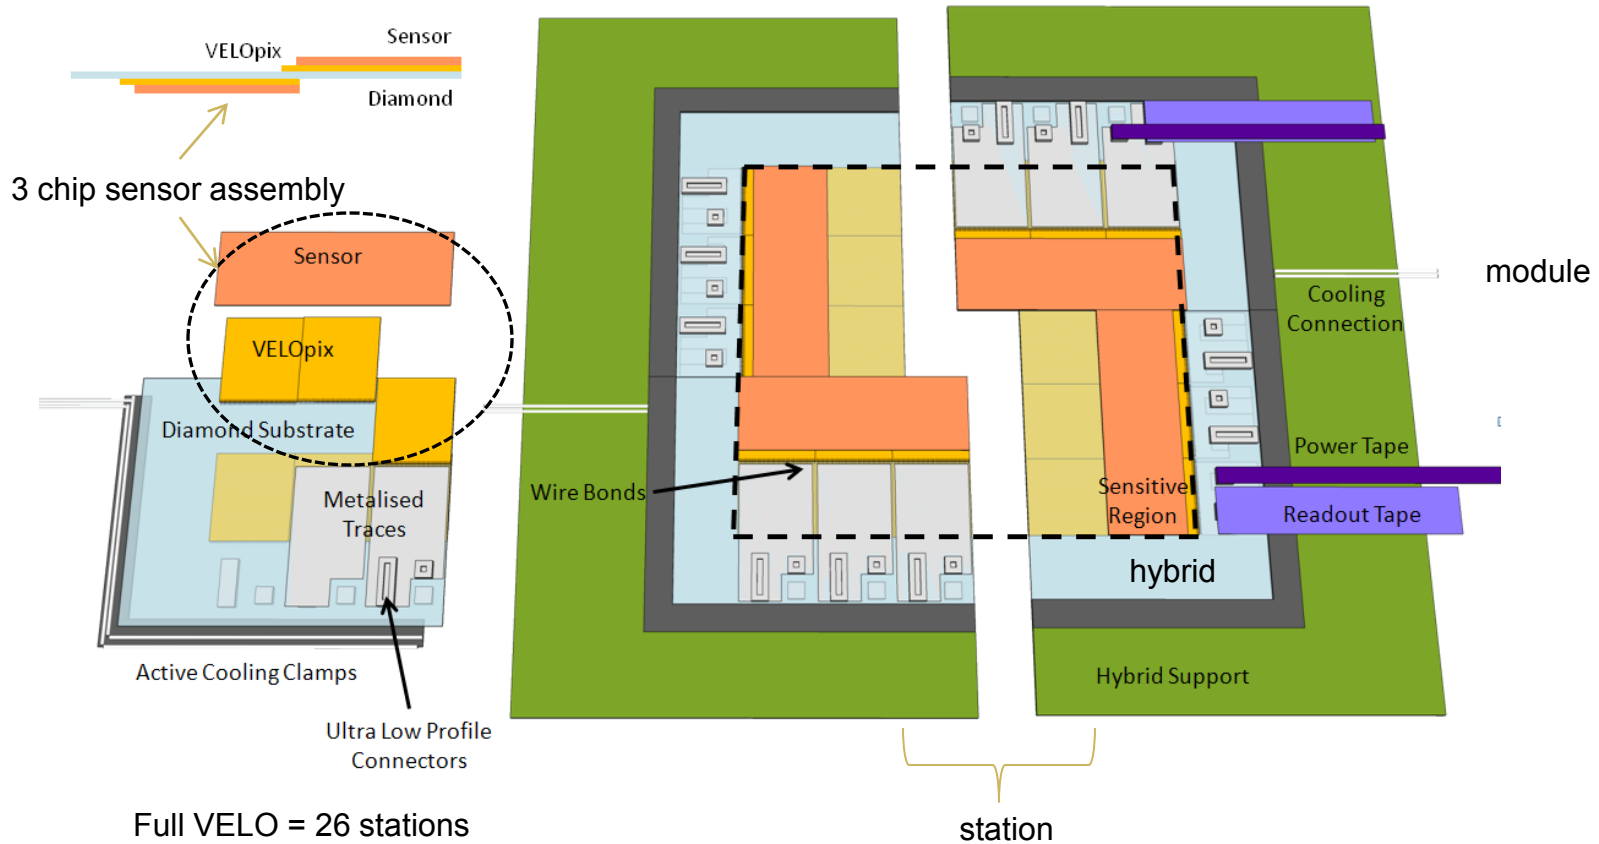 Sensor
VELOpix
Diamond
3 chip sensor assembly
Sensor
VELOpix
Diamond Substrate
Metalised
Traces
Active Cooling Clamps
Ultra Low Profile
Connectors
Full VELO = 26 stations
Wire Bonds
module
Cooling
Connection
Power Tape
Sensitive
Region
Readout Tape
hybrid
Hybrid Support
station